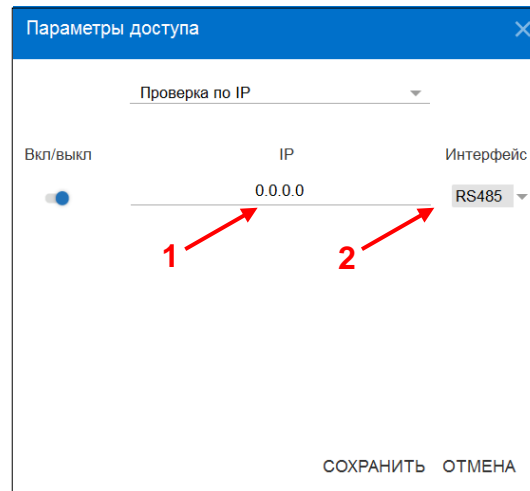 Параметры доступа
Проверка по IP
Вкл/выкл IP Интерфейс
0.0.0.0 RS485
1 2
СОХРАНИТЬ ОТМЕНА